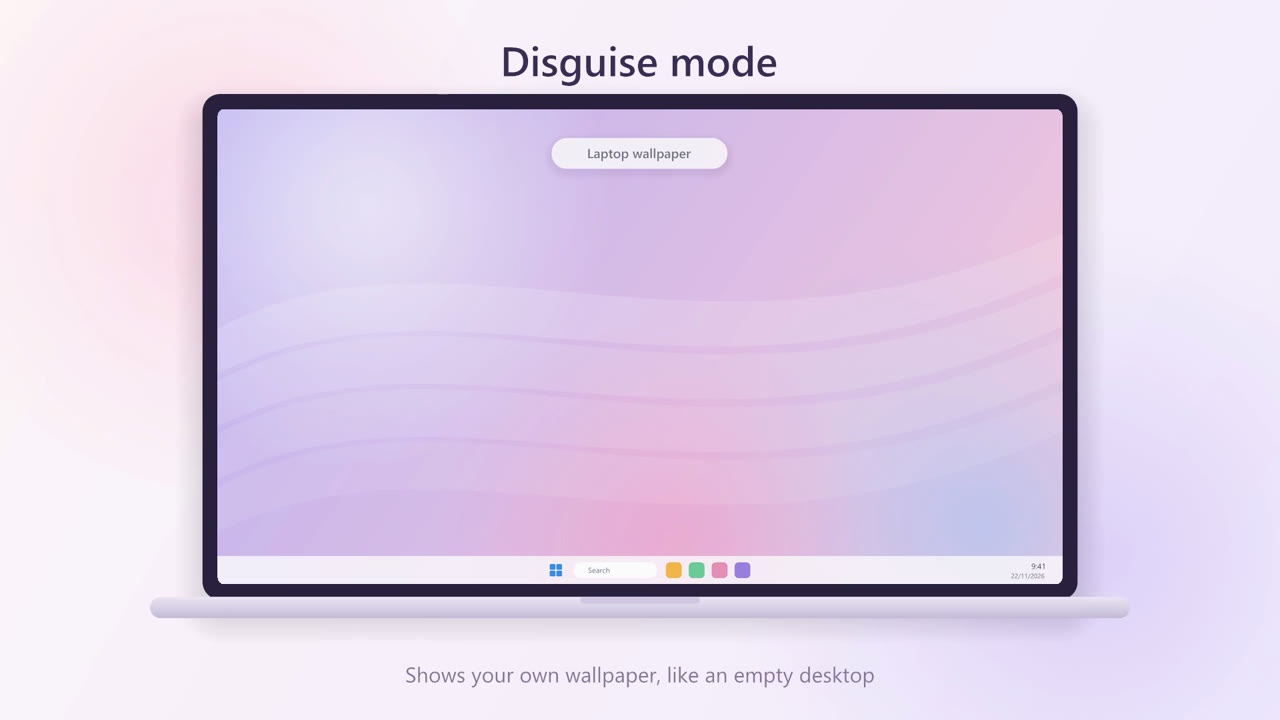 Disguise mode
Laptop wallpaper
Search
9:41
22/11/2026
Shows your own wallpaper, like an empty desktop